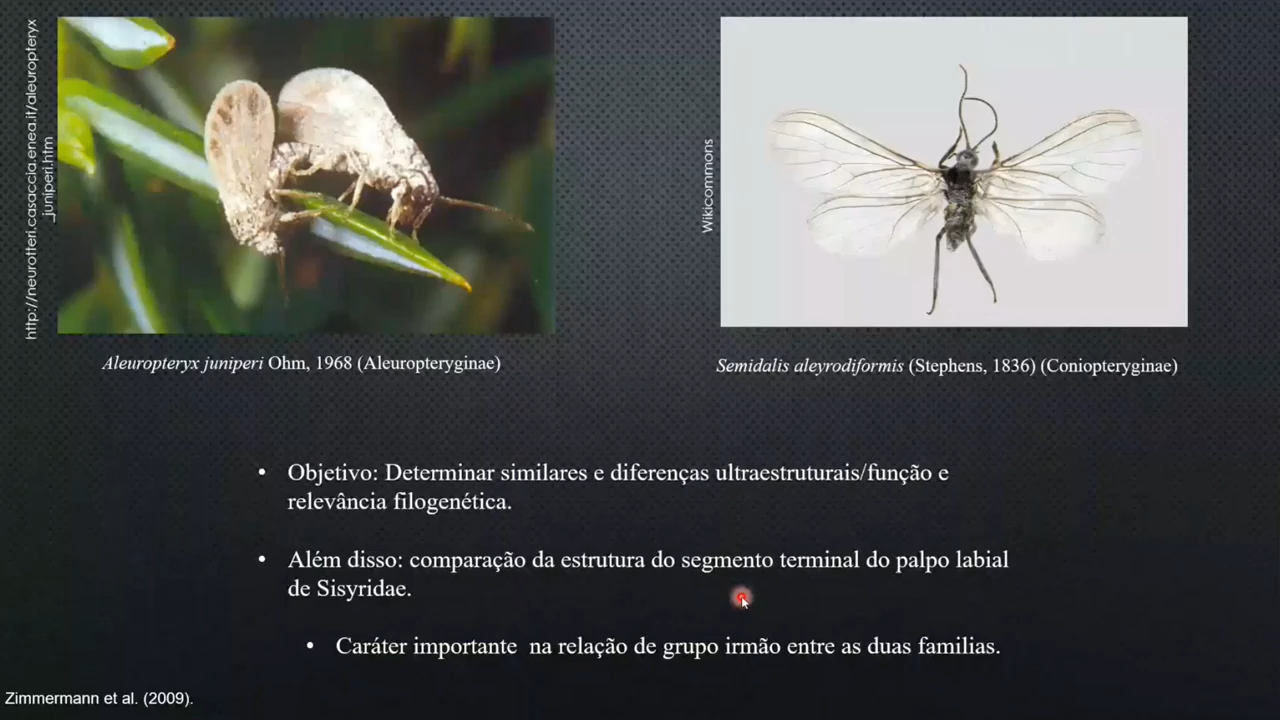 http://neurotteri.casaccia.enea.it/aleuropteryx
_juniperi.htm
Wikicommons
Aleuropteryx juniperi Ohm, 1968 (Aleuropteryginae)
Semidalis aleyrodiformis (Stephens, 1836) (Coniopteryginae)
• Objetivo: Determinar similares e diferenças ultraestruturais/função e
relevância filogenética.
• Além disso: comparação da estrutura do segmento terminal do palpo labial
de Sisyridae.
• Caráter importante na relação de grupo irmão entre as duas familias.
Zimmermann et al. (2009).